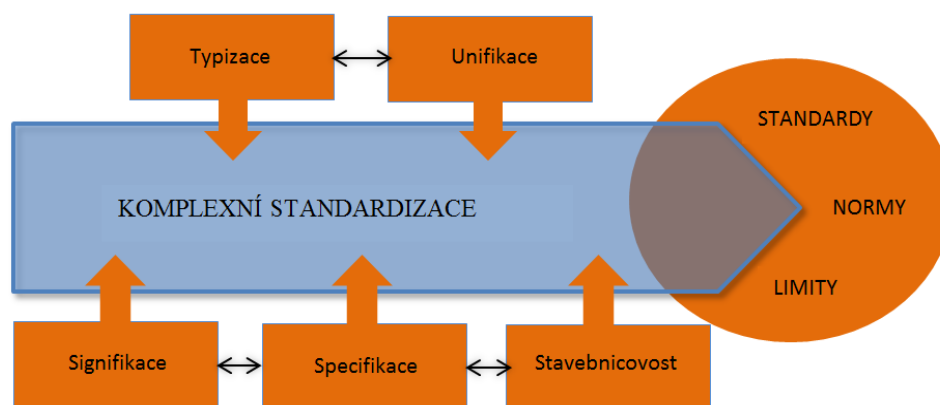 Typizace
Unifikace
STANDARDY
KOMPLEXNÍ STANDARDIZACE
NORMY
LIMITY
Signifikace
Specifikace
Stavebnicovost